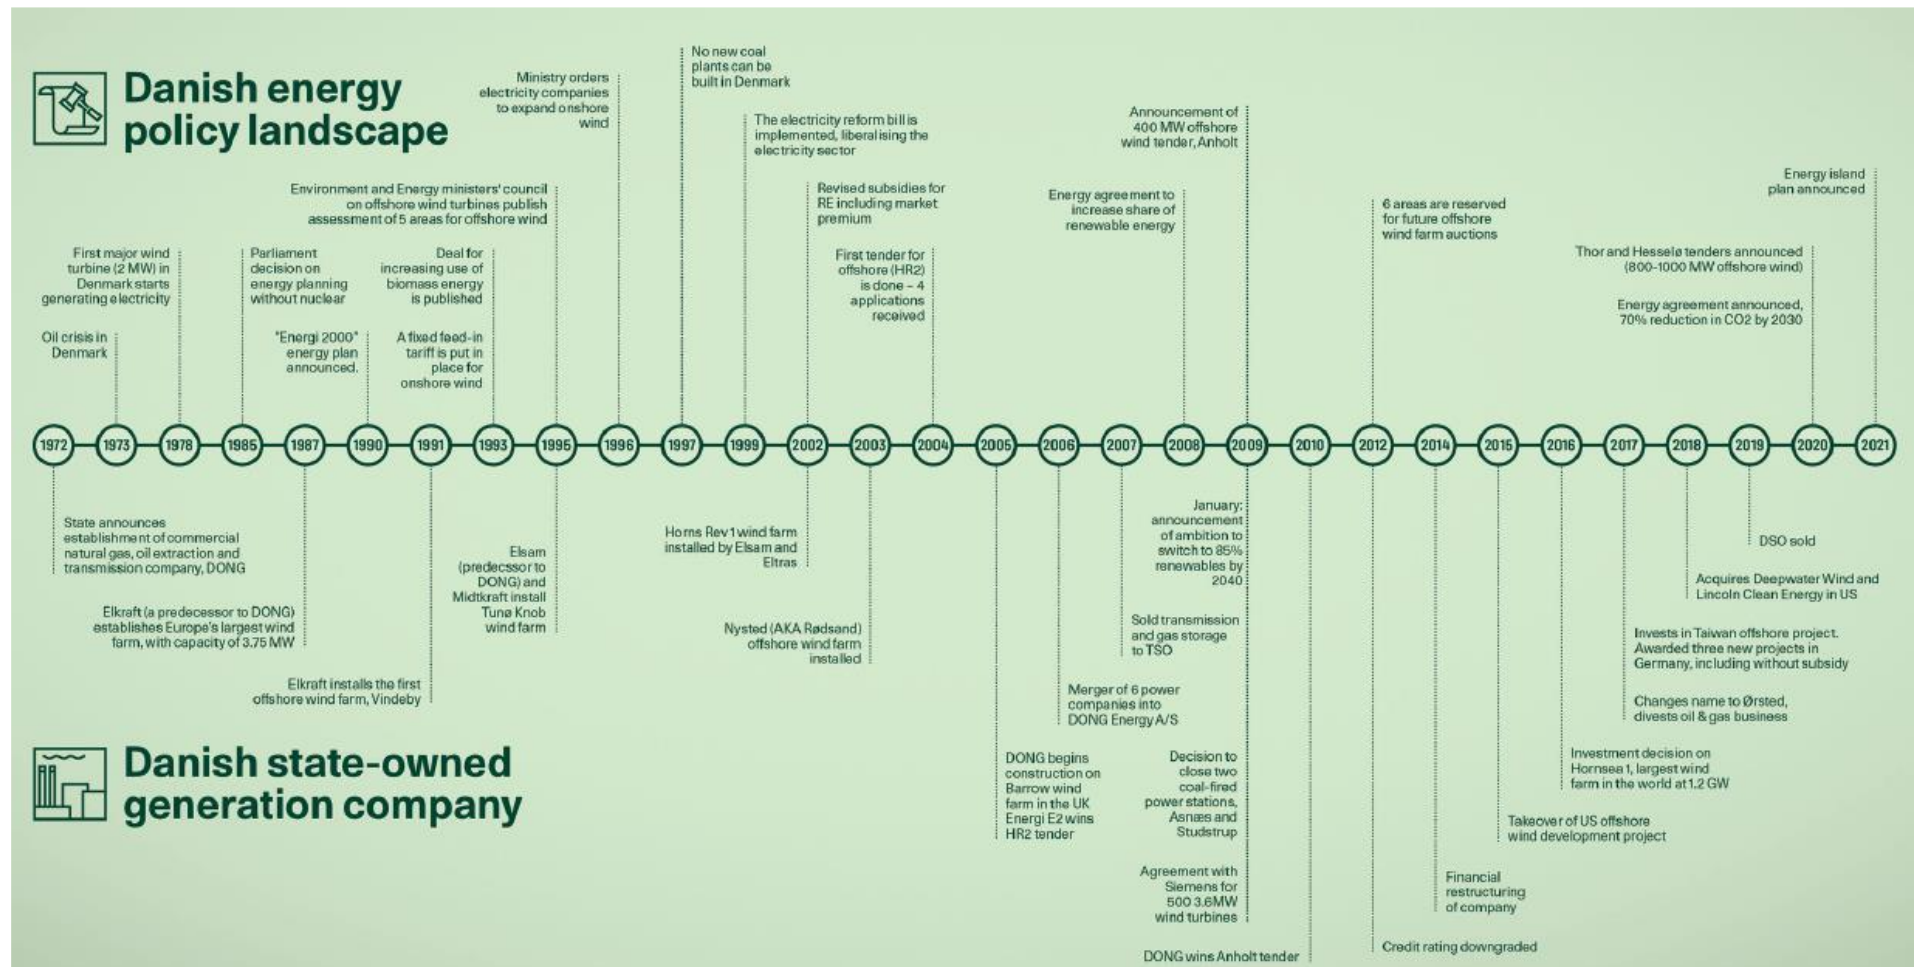 Danish energy
policy landscape
Oil crisis in
Denmark
First major wind
turbine (2 MW) in
Denmark starts
generating electricity
Parliament
decision on
energy planning
without nuclear
"Energi 2000"
energy plan
announced.
Deal for
increasing use of
biomass energy
is published
A fixed feed-in
tariff is put in
place for
onshore wind
Environment and Energy ministers' council
on offshore wind turbines publish
assessment of 5 areas for offshore wind
Ministry orders
electricity companies
to expand onshore
wind
No new coal
plants can be
built in Denmark
The electricity reform bill is
implemented, liberalising the
electricity sector
Revised subsidies for
RE including market
premium
First tender for
offshore (HR2)
is done – 4
applications
received
Energy agreement to
increase share of
renewable energy
Announcement of
400 MW offshore
wind tender, Anholt
6 areas are reserved
for future offshore
wind farm auctions
Thor and Hesselø tenders announced
(800-1000 MW offshore wind)
Energy agreement announced,
70% reduction in CO2 by 2030
Energy island
plan announced
1972 1973 1978 1985 1987 1990 1991 1993 1995 1996 1997 1999 2002 2003 2004 2005 2006 2007 2008 2009 2010 2012 2014 2015 2016 2017 2018 2019 2020 2021
State announces
establishment of commercial
natural gas, oil extraction and
transmission company, DONG
Elkraft (a predecessor to DONG)
establishes Europe's largest wind
farm, with capacity of 3.75 MW
Elkraft installs the first
offshore wind farm, Vindeby
Elsam
(predecssor to
DONG) and
Midtkraft install
Tunø Knob
wind farm
Horns Rev 1 wind farm
installed by Elsam and
Eltras
Nysted (AKA Rødsand)
offshore wind farm
installed
DONG begins
construction on
Barrow wind
farm in the UK
Energi E2 wins
HR2 tender
Merger of 6 power
companies into
DONG Energy A/S
Sold transmission
and gas storage
to TSO
January:
announcement
of ambition to
switch to 85%
renewables by
2040
Decision to
close two
coal-fired
power stations,
Asnæs and
Studstrup
Agreement with
Siemens for
500 3.6MW
wind turbines
DONG wins Anholt tender
Credit rating downgraded
Financial
restructuring
of company
Takeover of US offshore
wind development project
Investment decision on
Hornsea 1, largest wind
farm in the world at 1.2 GW
Invests in Taiwan offshore project.
Awarded three new projects in
Germany, including without subsidy
Changes name to Ørsted,
divests oil & gas business
Acquires Deepwater Wind and
Lincoln Clean Energy in US
DSO sold
Danish state-owned
generation company